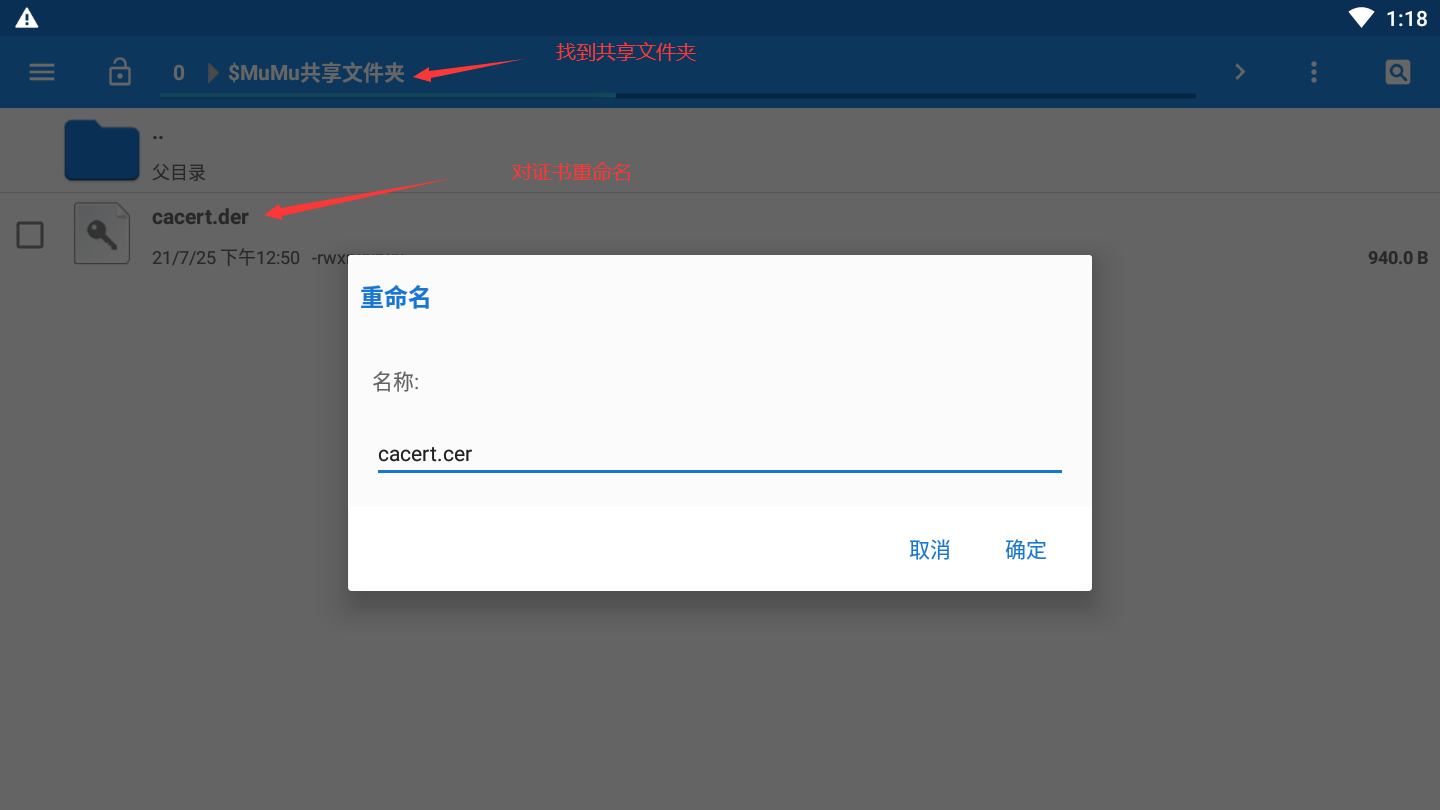 1:18
找到共享文件夹
0 $MuMu共享文件夹
..
父目录
对证书重命名
cacert.der
21/7/25 下午12:50 -rwx
940.0 B
重命名
名称:
cacert.cer
取消 确定